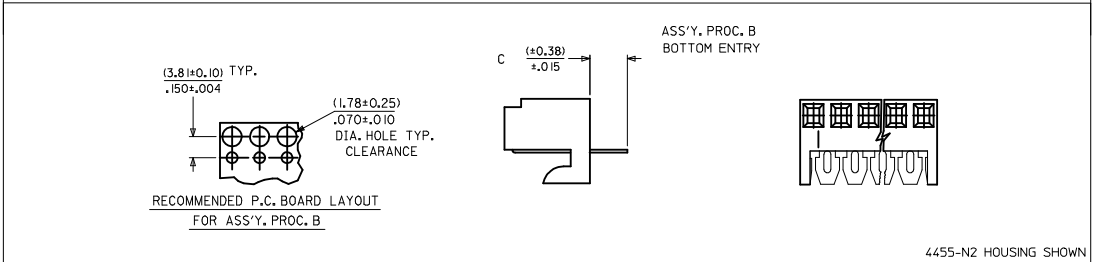 (3.81±0.10) TYP.
.150±.004
(1.78±0.25)
.070±.010
DIA. HOLE TYP.
CLEARANCE
RECOMMENDED P.C. BOARD LAYOUT
FOR ASS'Y. PROC. B
C (±0.38)
±.015
ASS'Y. PROC. B
BOTTOM ENTRY
4455-N2 HOUSING SHOWN